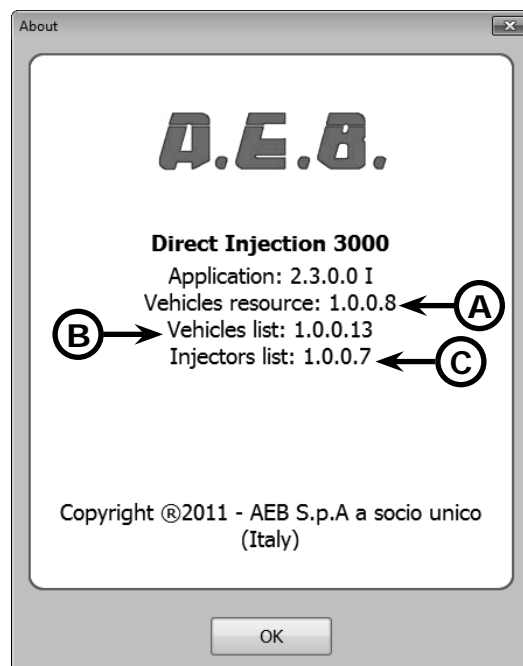 About
A.E.B.
Direct Injection 3000
Application: 2.3.0.0 I
Vehicles resource: 1.0.0.8 A
B Vehicles list: 1.0.0.13
Injectors list: 1.0.0.7 C
Copyright ®2011 - AEB S.p.A a socio unico
(Italy)
OK